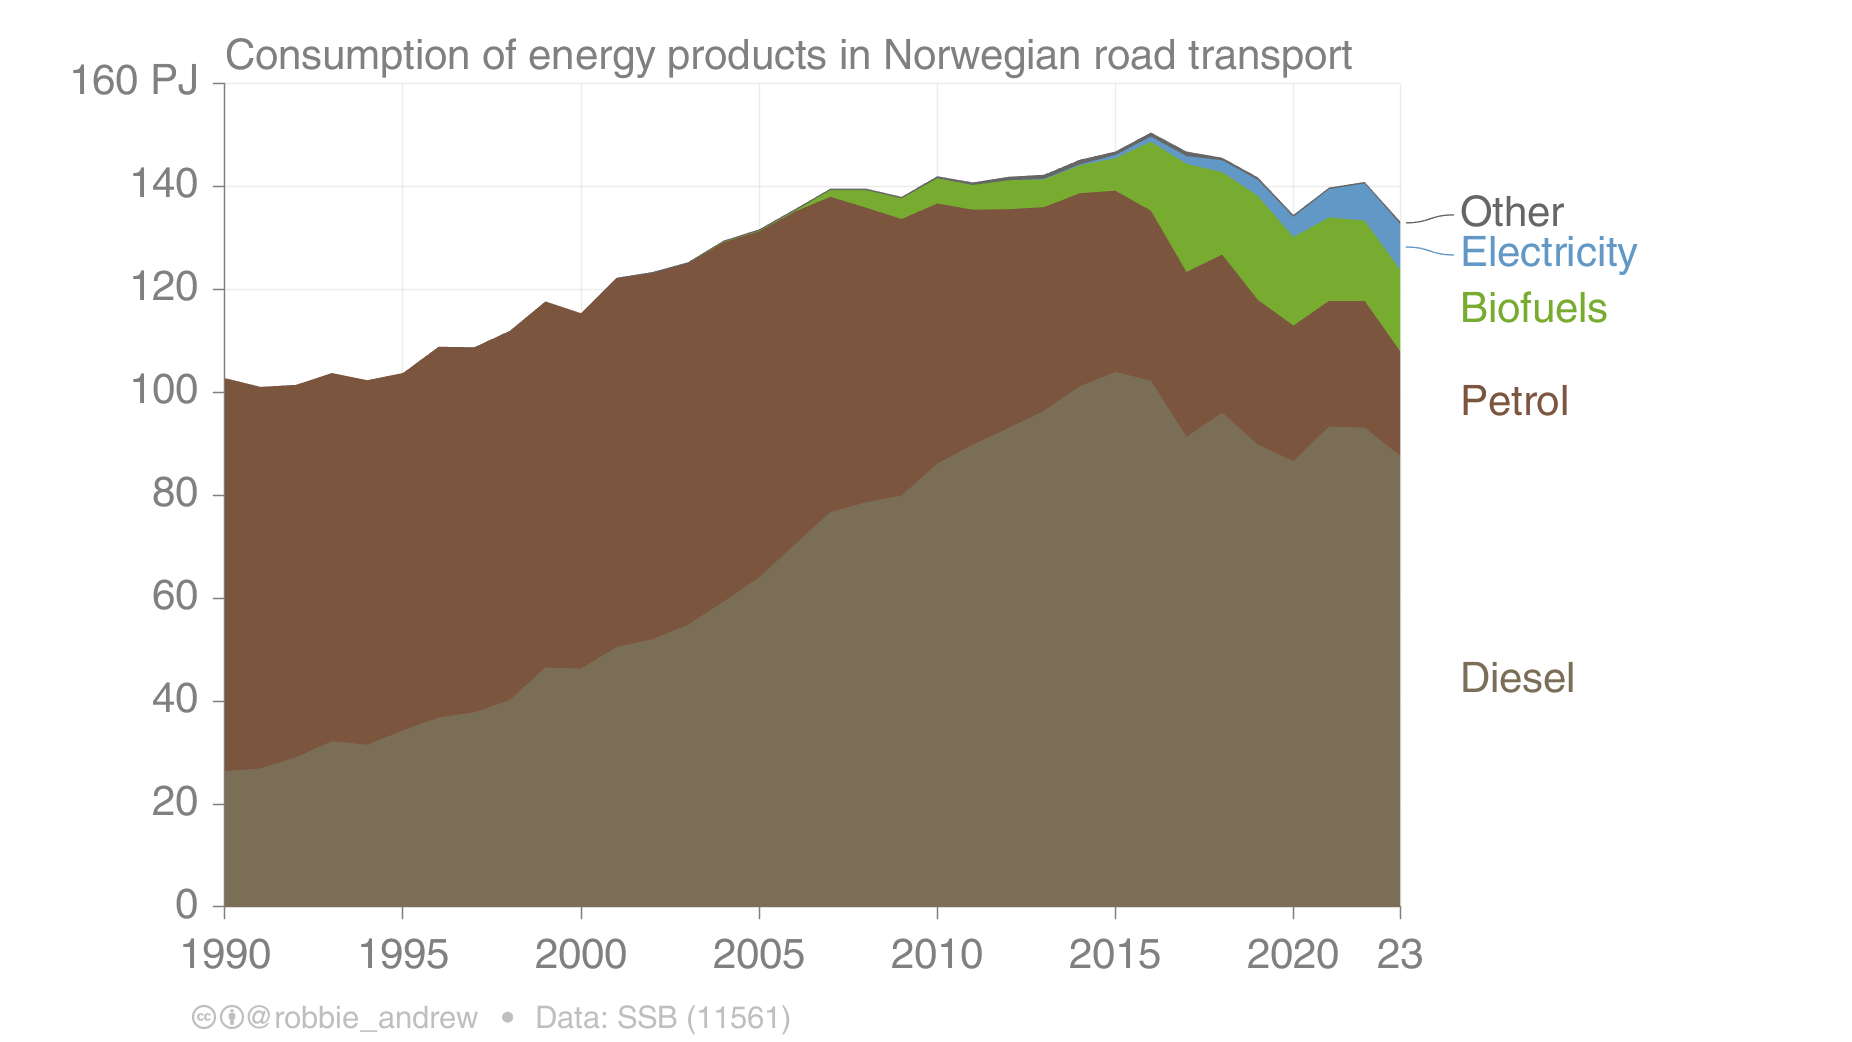 Consumption of energy products in Norwegian road transport
160 PJ
140
120
100
80
60
40
20
0
1990 1995 2000 2005 2010 2015 2020 23
Other
Electricity
Biofuels
Petrol
Diesel
cc @robbie_andrew • Data: SSB (11561)